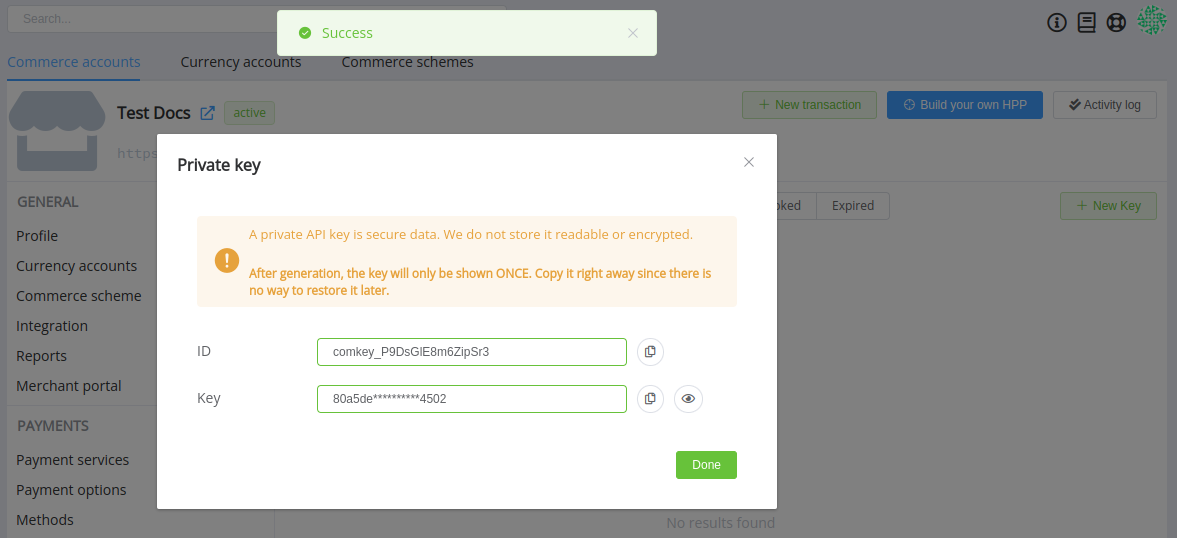 Search...
Success
Commerce accounts
Currency accounts
Commerce schemes
Test Docs
active
New transaction
Build your own HPP
Activity log
https
Private key
GENERAL
Expired
New Key
Profile
Currency accounts
Commerce scheme
Integration
Reports
Merchant portal
A private API key is secure data. We do not store it readable or encrypted.
After generation, the key will only be shown ONCE. Copy it right away since there is
no way to restore it later.
ID
comkey_P9DsGlE8m6ZipSr3
Key
80a5de**********4502
Done
PAYMENTS
Payment services
Payment options
Methods
No results found